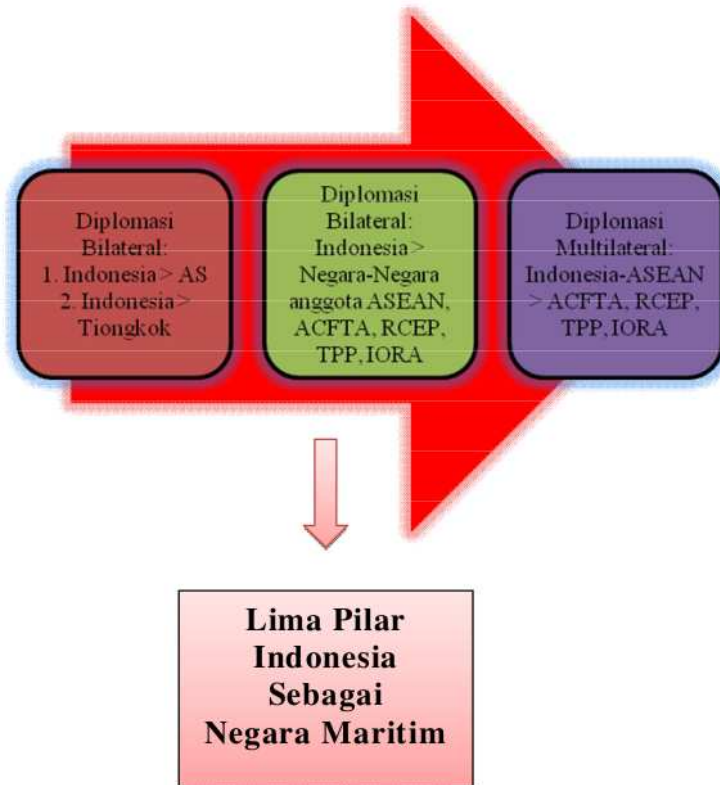 Diplomasi
Bilateral:
1. Indonesia > AS
2. Indonesia >
Tiongkok
Diplomasi
Bilateral:
Indonesia >
Negara-Negara
anggota ASEAN,
ACFTA, RCEP,
TPP, IORA
Diplomasi
Multilateral:
Indonesia-ASEAN
> ACFTA, RCEP,
TPP, IORA
Lima Pilar
Indonesia
Sebagai
Negara Maritim